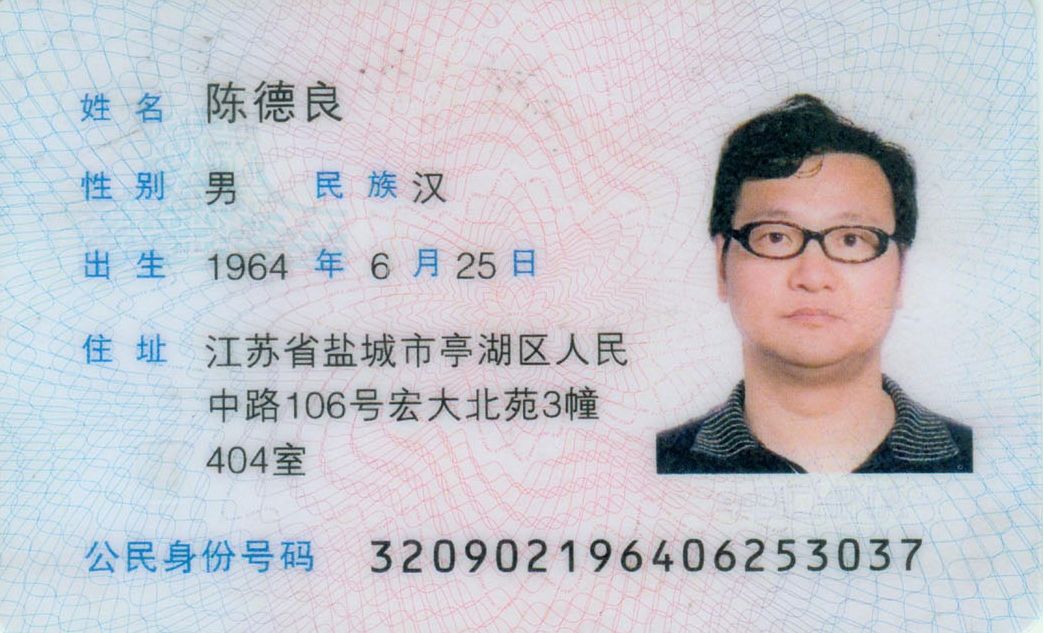 姓名 陈德良
性别 男 民族 汉
出生 1964 年 6 月 25 日
住址 江苏省盐城市亭湖区人民
中路106号宏大北苑3幢
404室
公民身份号码 320902196406253037